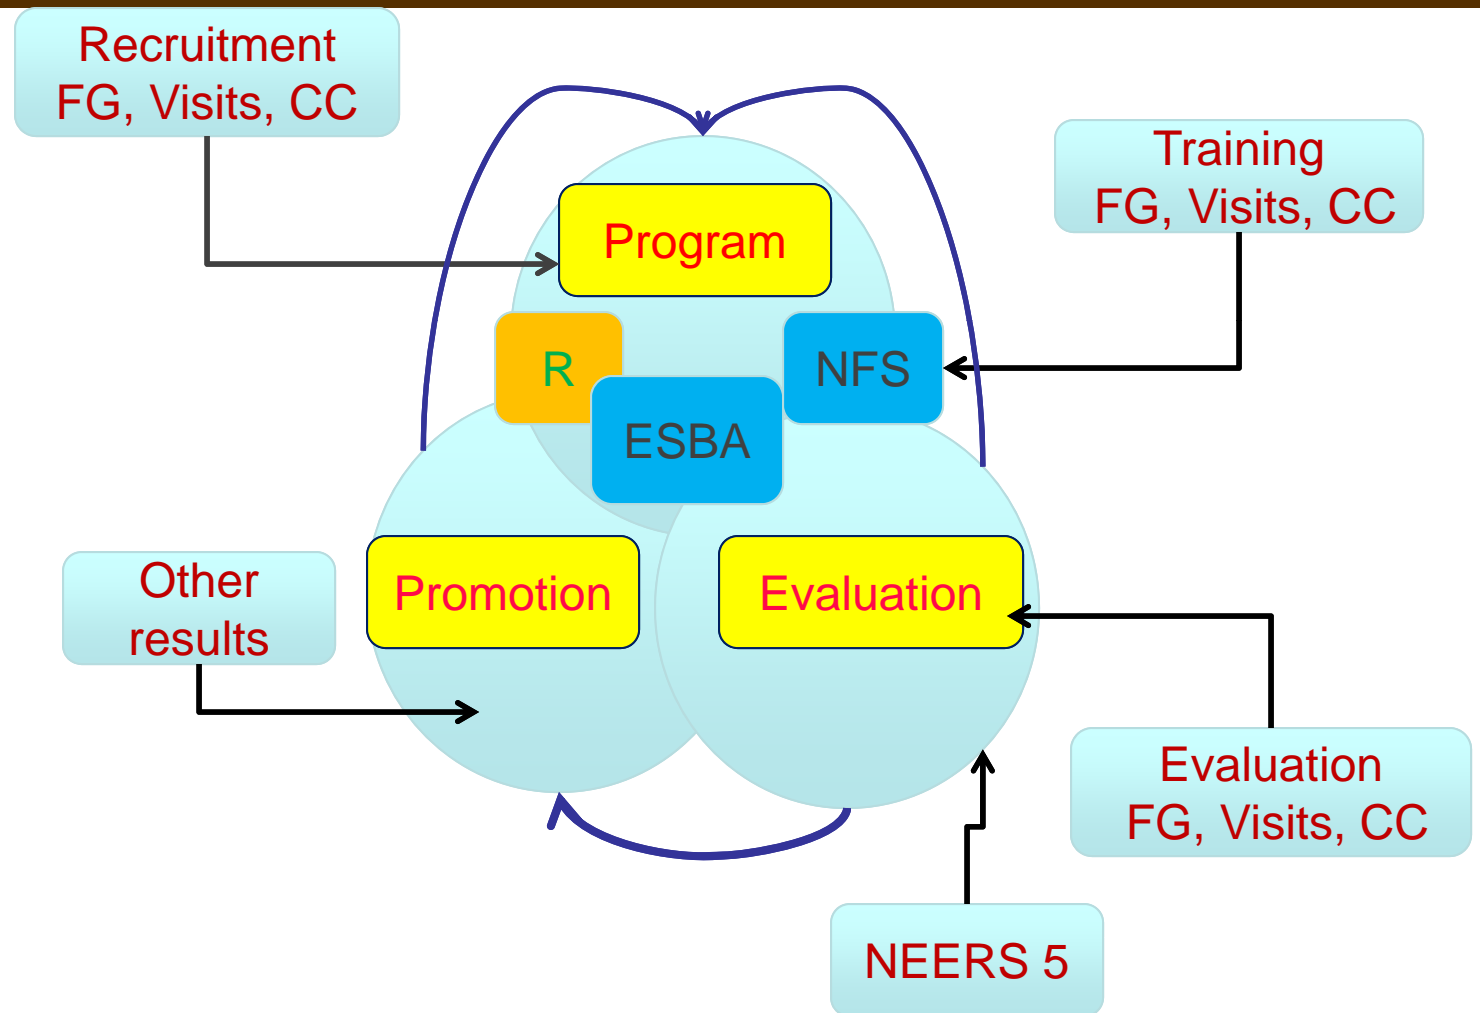 Recruitment
FG, Visits, CC
Training
FG, Visits, CC
Program
R
NFS
ESBA
Other
results
Promotion
Evaluation
Evaluation
FG, Visits, CC
NEERS 5